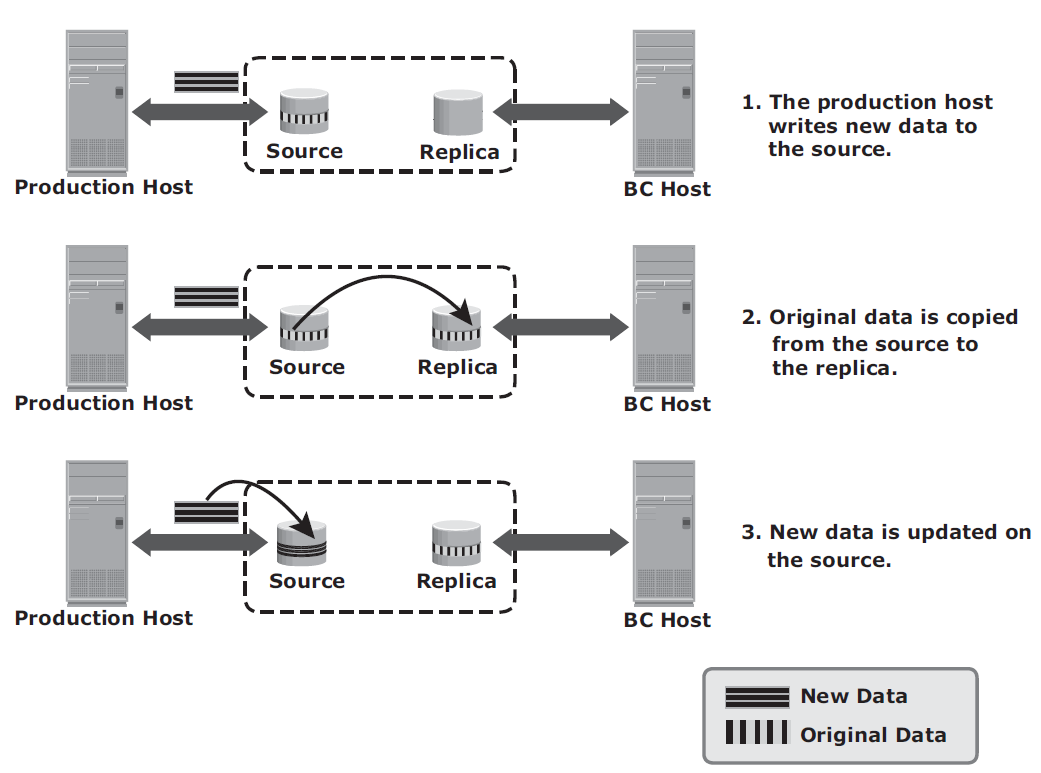 1. The production host
writes new data to
the source.
Source
Replica
Production Host
BC Host
2. Original data is copied
from the source to
the replica.
Source
Replica
Production Host
BC Host
3. New data is updated on
the source.
Source
Replica
Production Host
BC Host
New Data
Original Data